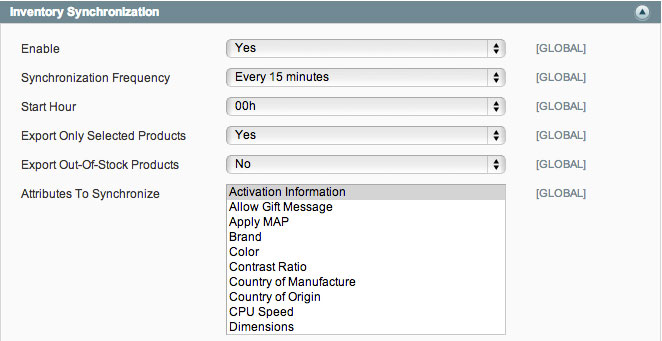 Inventory Synchronization
Enable Yes [GLOBAL]
Synchronization Frequency Every 15 minutes [GLOBAL]
Start Hour 00h [GLOBAL]
Export Only Selected Products Yes [GLOBAL]
Export Out-Of-Stock Products No [GLOBAL]
Attributes To Synchronize Activation Information [GLOBAL]
Allow Gift Message
Apply MAP
Brand
Color
Contrast Ratio
Country of Manufacture
Country of Origin
CPU Speed
Dimensions